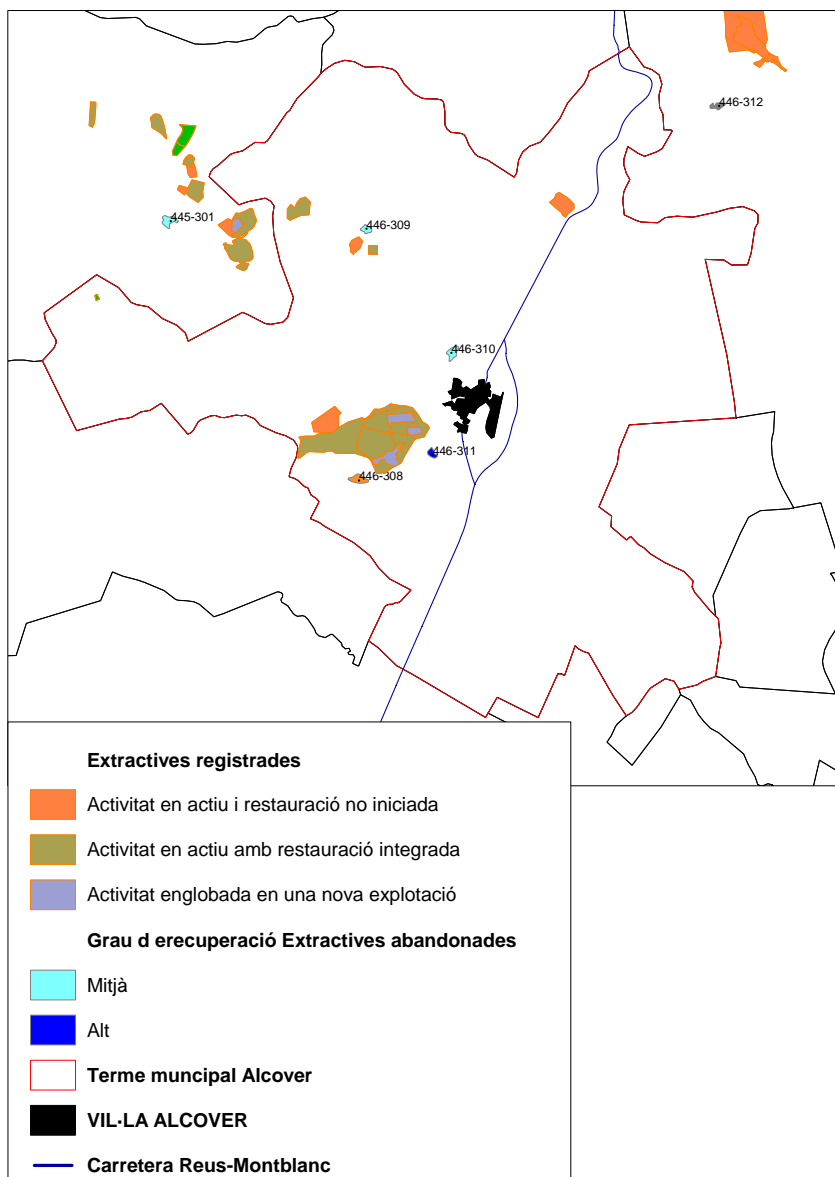 446-312
445-301
446-309
446-310
446-311
446-308
Extractives registrades
Activitat en actiu i restauració no iniciada
Activitat en actiu amb restauració integrada
Activitat englobada en una nova explotació
Grau d erecuperació Extractives abandonades
Mitjà
Alt
Terme muncipal Alcover
VIL·LA ALCOVER
Carretera Reus-Montblanc